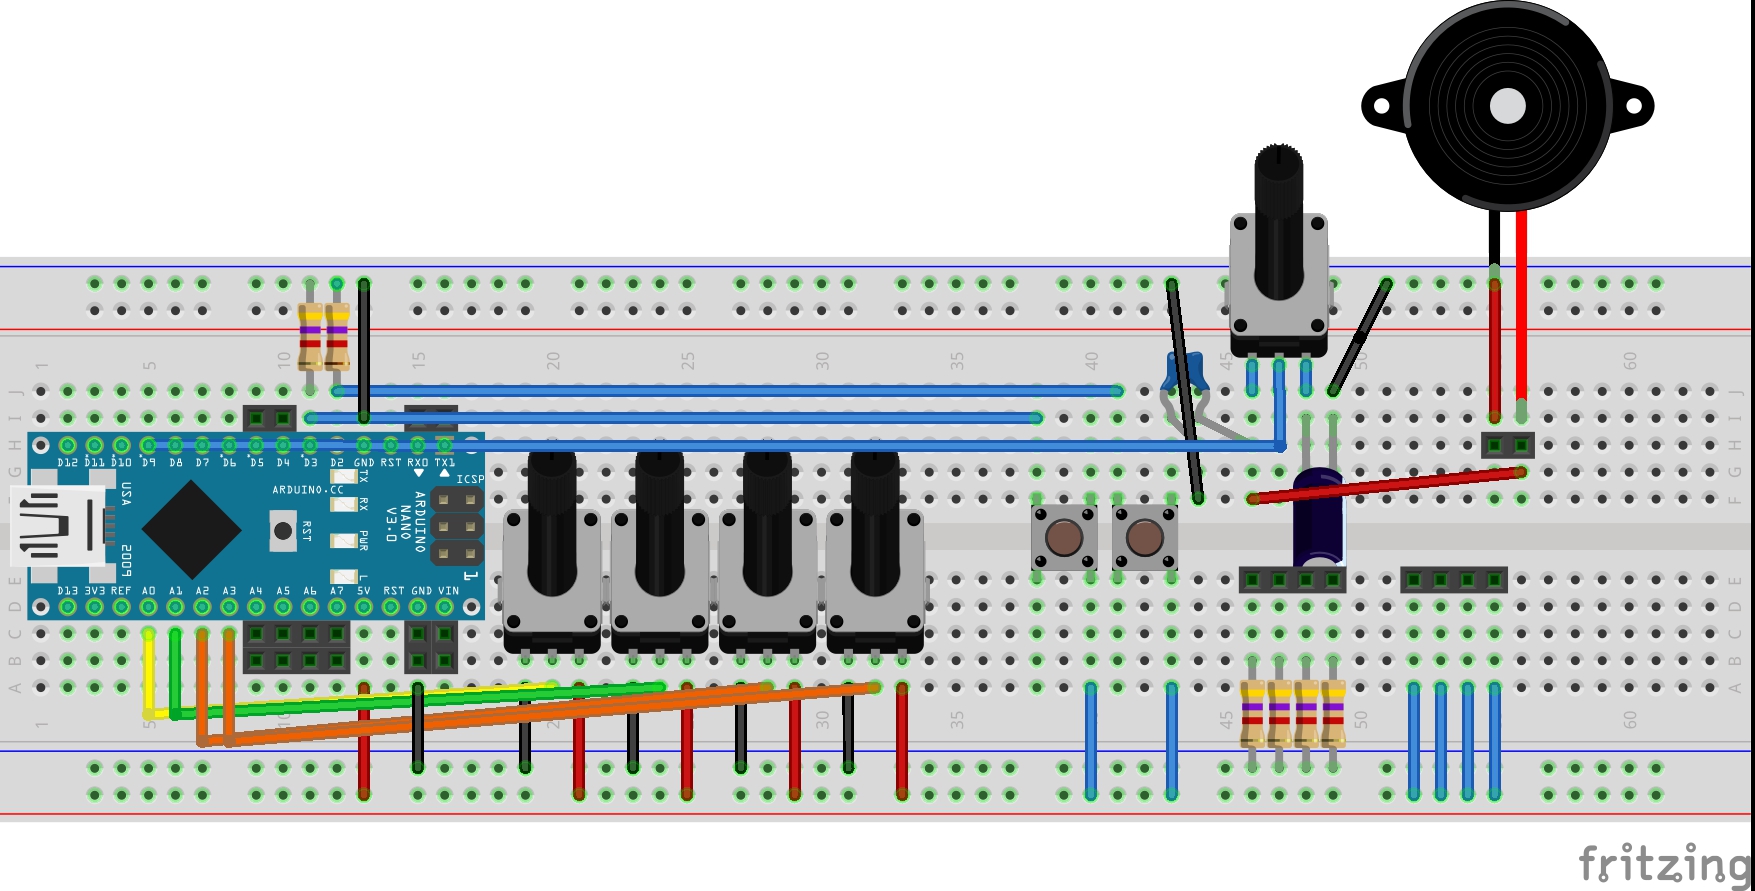 1 5 10 15 20 25 30 35 40 45 50 60
J
I
H
G
F
D12 D11 D10 D9 D8 D7 D6 D5 D4 D3 D2 GND RST RX0 TX1
ICSP
TX
RX
PWR
L
USA
2009
ARDUINO.CC
RST
ARDUINO
NANO
V3.0
1
D13 3V3 REF A0 A1 A2 A3 A4 A5 A6 A7 5V RST GND VIN
E
D
C
B
A
1 5 10 30 35 45 50 60
fritzing